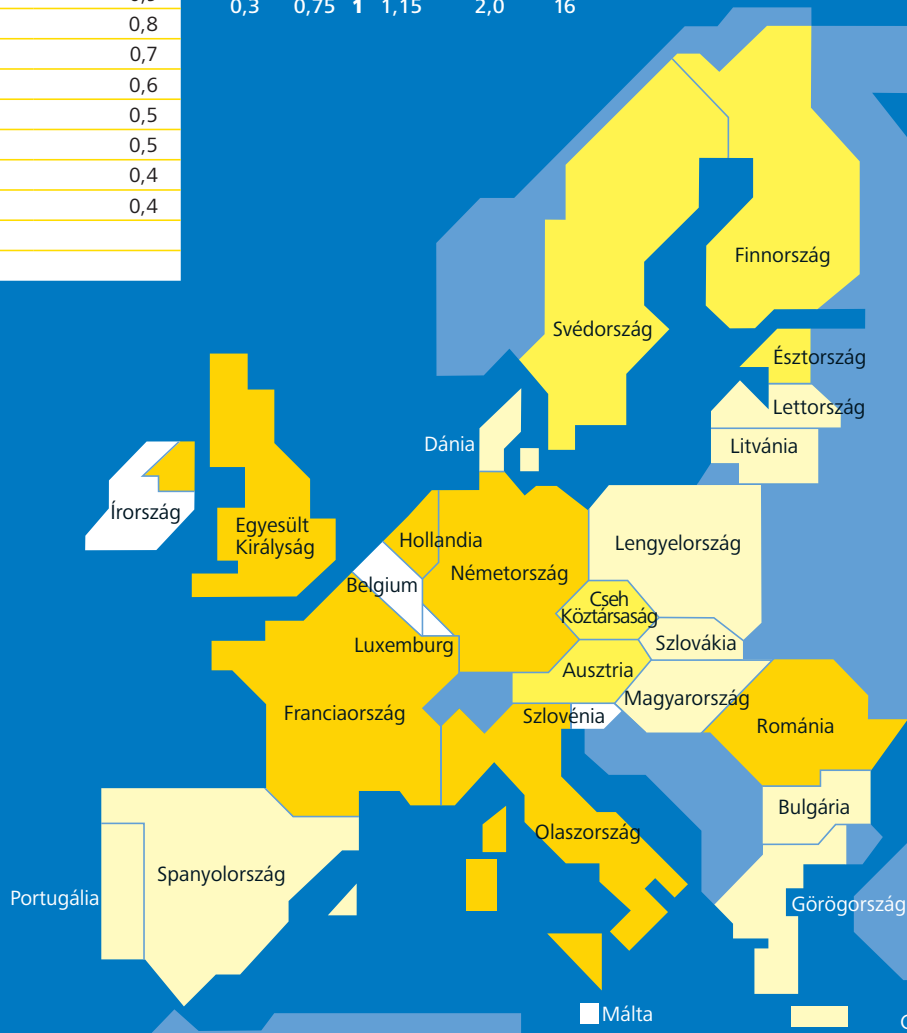 0,3 0,75 1 1,15 2,0 16
0,8
0,7
0,6
0,5
0,5
0,4
0,4
Finnország
Svédország
Észtország
Lettország
Dánia
Litvánia
Írország
Egyesült
Királyság
Hollandia
Lengyelország
Németország
Belgium
Cseh
Köztársaság
Luxemburg
Szlovákia
Ausztria
Magyarország
Franciaország
Szlovénia
Románia
Bulgária
Olaszország
Spanyolország
Portugália
Görögország
Málta